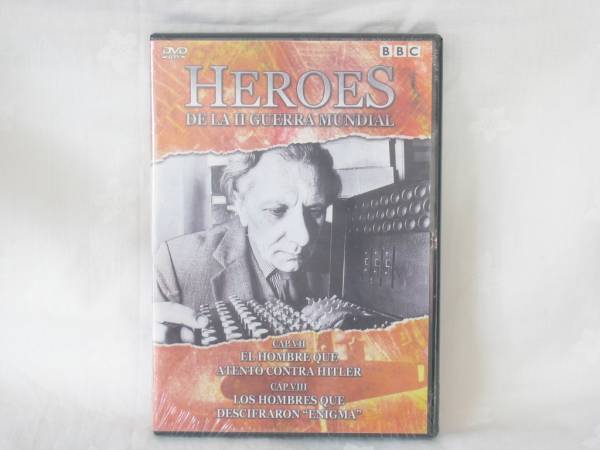 DVD
BBC
HEROES
DE LA II GUERRA MUNDIAL
CAP. VII
EL HOMBRE QUE
ATENTÓ CONTRA HITLER
CAP VIII
LOS HOMBRES QUE
DESCIFRARON "ENIGMA"